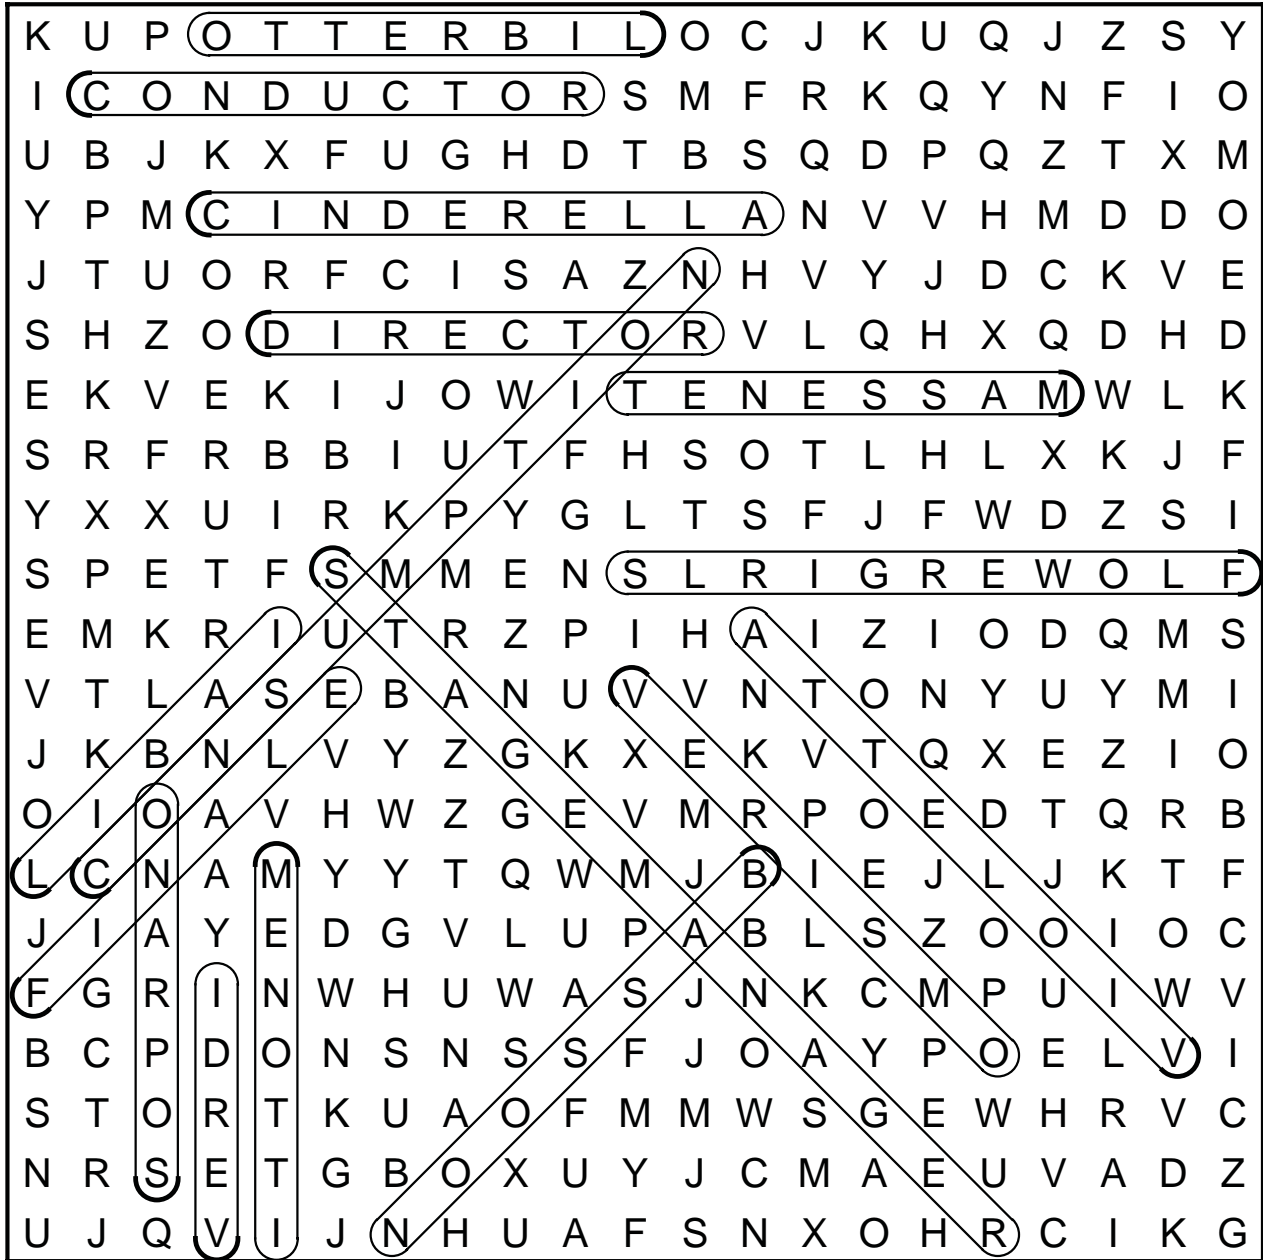 K U P O T T E R B I L O C J K U Q J Z S Y
I C O N D U C T O R S M F R K Q Y N F I O
U B J K X F U G H D T B S Q D P Q Z T X M
Y P M C I N D E R E L L A N V V H M D D O
J T U O R F C I S A Z N H V Y J D C K V E
S H Z O D I R E C T O R V L Q H X Q D H D
E K V E K I J O W I T E N E S S A M W L K
S R F R B B I U T F H S O T L H L X K J F
Y X X U I R K P Y G L T S F J F W D Z S I
S P E T F S M M E N S L R I G R E W O L F
E M K R I U T R Z P I H A I Z I O D Q M S
V T L A S E B A N U V V N T O N Y U Y M I
J K B N L V Y Z G K X E K V T Q X E Z I O
O I O A V H W Z G E V M R P O E D T Q R B
L C N A M Y Y T Q W M J B I E J L J K T F
J I A Y E D G V L U P A B L S Z O O I O C
F G R I N W H U W A S J N K C M P U I W V
B C P D O N S N S S F J O A Y P O E L V I
S T O R T K U A O F M M W S G E W H R V C
N R S E T G B O X U Y J C M A E U V A D Z
U J Q V I J N H U A F S N X O H R C I K G